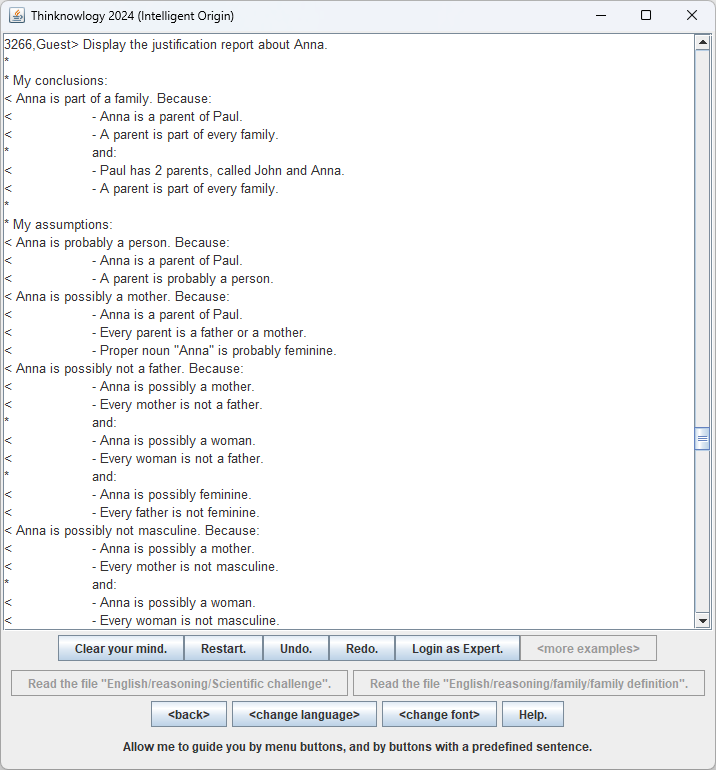 Thinknowlogy 2024 (Intelligent Origin)
3266,Guest> Display the justification report about Anna.
*
* My conclusions:
< Anna is part of a family. Because:
< - Anna is a parent of Paul.
< - A parent is part of every family.
* and:
< - Paul has 2 parents, called John and Anna.
< - A parent is part of every family.
*
* My assumptions:
< Anna is probably a person. Because:
< - Anna is a parent of Paul.
< - A parent is probably a person.
< Anna is possibly a mother. Because:
< - Anna is a parent of Paul.
< - Every parent is a father or a mother.
< - Proper noun "Anna" is probably feminine.
< Anna is possibly not a father. Because:
< - Anna is possibly a mother.
< - Every mother is not a father.
* and:
< - Anna is possibly a woman.
< - Every woman is not a father.
* and:
< - Anna is possibly feminine.
< - Every father is not feminine.
< Anna is possibly not masculine. Because:
< - Anna is possibly a mother.
< - Every mother is not masculine.
* and:
< - Anna is possibly a woman.
< - Every woman is not masculine.
Clear your mind. Restart. Undo. Redo. Login as Expert. <more examples>
Read the file "English/reasoning/Scientific challenge". Read the file "English/reasoning/family/family definition".
<back> <change language> <change font> Help.
Allow me to guide you by menu buttons, and by buttons with a predefined sentence.